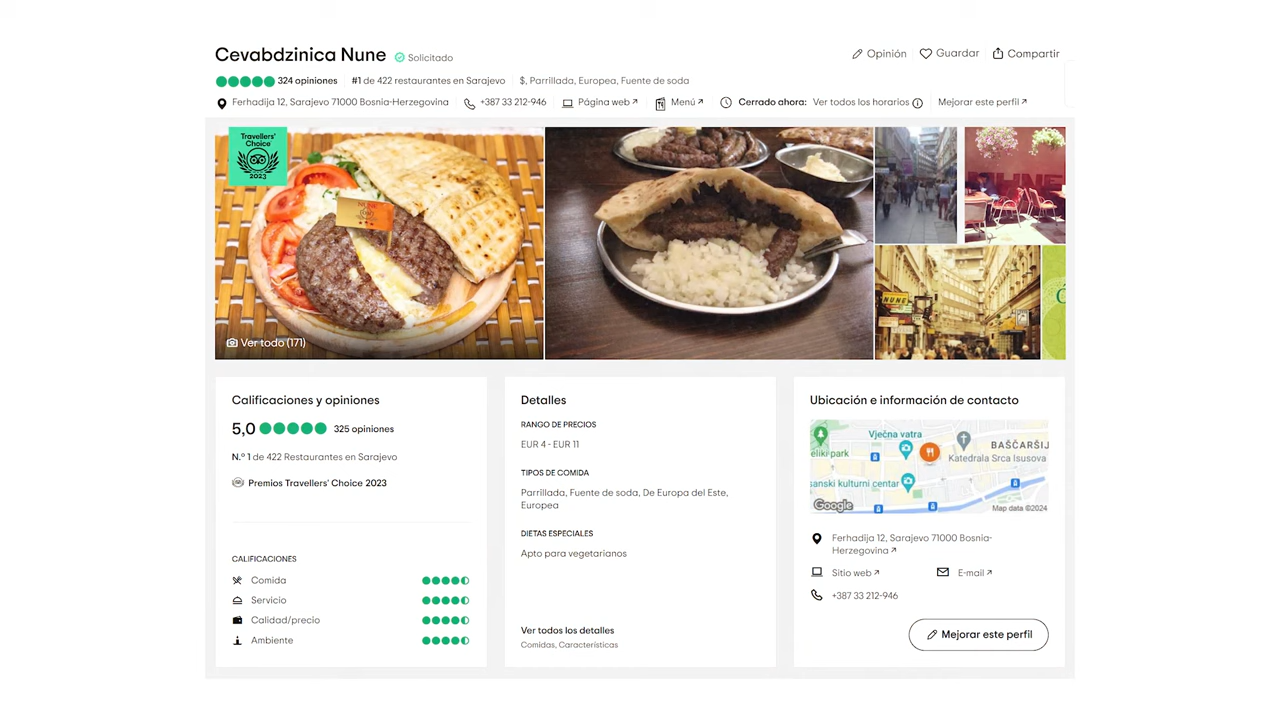 Cevabdzinica Nune Solicitado
Opinión Guardar Compartir
324 opiniones #1 de 422 restaurantes en Sarajevo $, Parrillada, Europea, Fuente de soda
Ferhadija 12, Sarajevo 71000 Bosnia-Herzegovina +387 33 212-946 Página web Menú Cerrado ahora: Ver todos los horarios Mejorar este perfil
Travellers'
Choice
2023
NUNE
Ver todo (171)
NUNE
Calificaciones y opiniones
5,0 325 opiniones
N.º 1 de 422 Restaurantes en Sarajevo
Premios Travellers' Choice 2023
CALIFICACIONES
Comida
Servicio
Calidad/precio
Ambiente
Detalles
RANGO DE PRECIOS
EUR 4 - EUR 11
TIPOS DE COMIDA
Parrillada, Fuente de soda, De Europa del Este,
Europea
DIETAS ESPECIALES
Apto para vegetarianos
Ver todos los detalles
Comidas, Características
Ubicación e información de contacto
Vječna vatra
BAŠČARŠIJ
eliki park
Katedrala Srca Isusova
sanski kulturni centar
Google
Map data ©2024
Ferhadija 12, Sarajevo 71000 Bosnia-
Herzegovina
Sitio web E-mail
+387 33 212-946
Mejorar este perfil